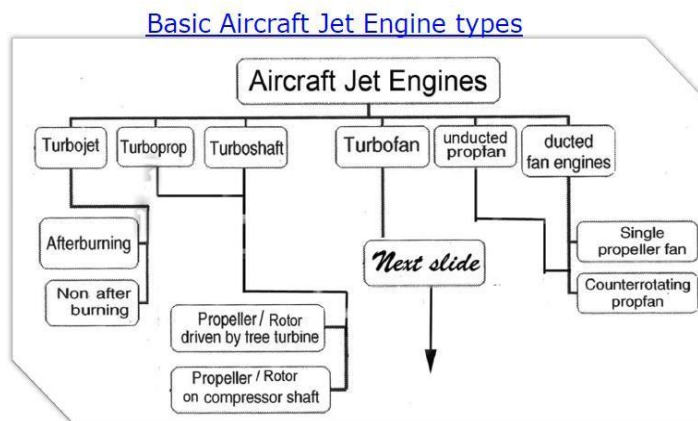 Basic Aircraft Jet Engine types
Aircraft Jet Engines
Turbojet
Turboprop
Turboshaft
Turbofan
unducted
propfan
ducted
fan engines
Afterburning
Non after
burning
Next slide
Single
propeller fan
Counterrotating
propfan
Propeller / Rotor
driven by tree turbine
Propeller / Rotor
on compressor shaft